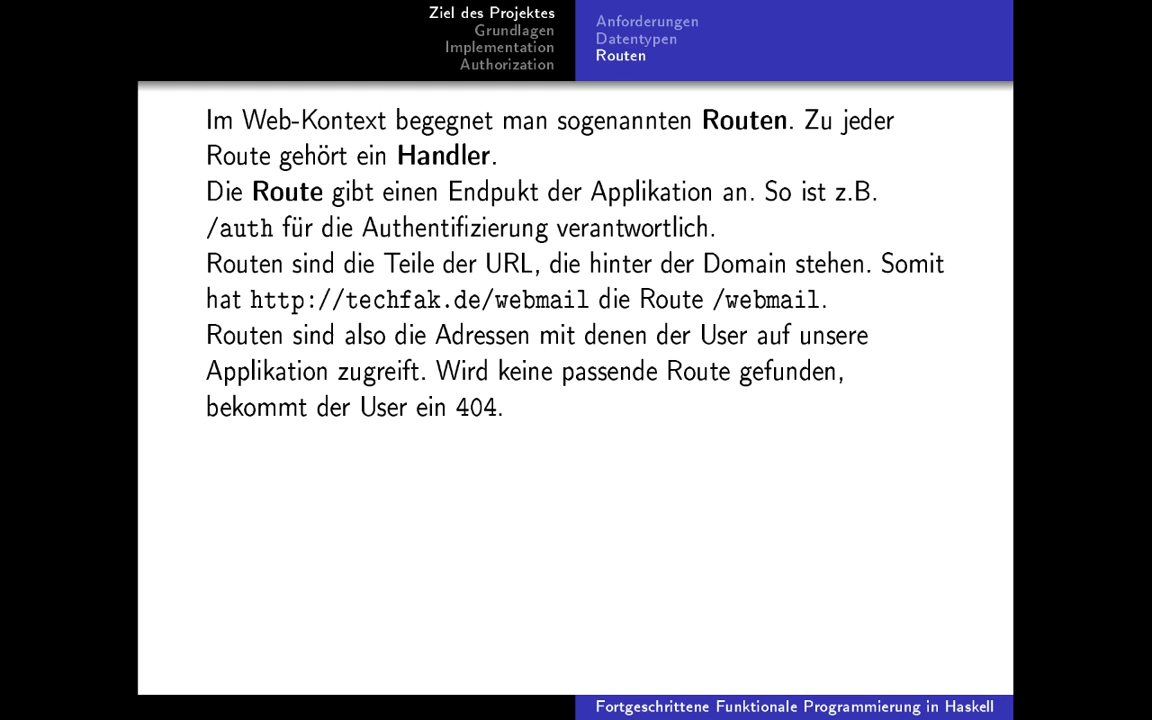 Ziel des Projektes
Grundlagen
Implementation
Authorization
Anforderungen
Datentypen
Routen
Im Web-Kontext begegnet man sogenannten Routen. Zu jeder
Route gehört ein Handler.
Die Route gibt einen Endpukt der Applikation an. So ist z.B.
/auth für die Authentifizierung verantwortlich.
Routen sind die Teile der URL, die hinter der Domain stehen. Somit
hat http://techfak.de/webmail die Route /webmail.
Routen sind also die Adressen mit denen der User auf unsere
Applikation zugreift. Wird keine passende Route gefunden,
bekommt der User ein 404.
Fortgeschrittene Funktionale Programmierung in Haskell